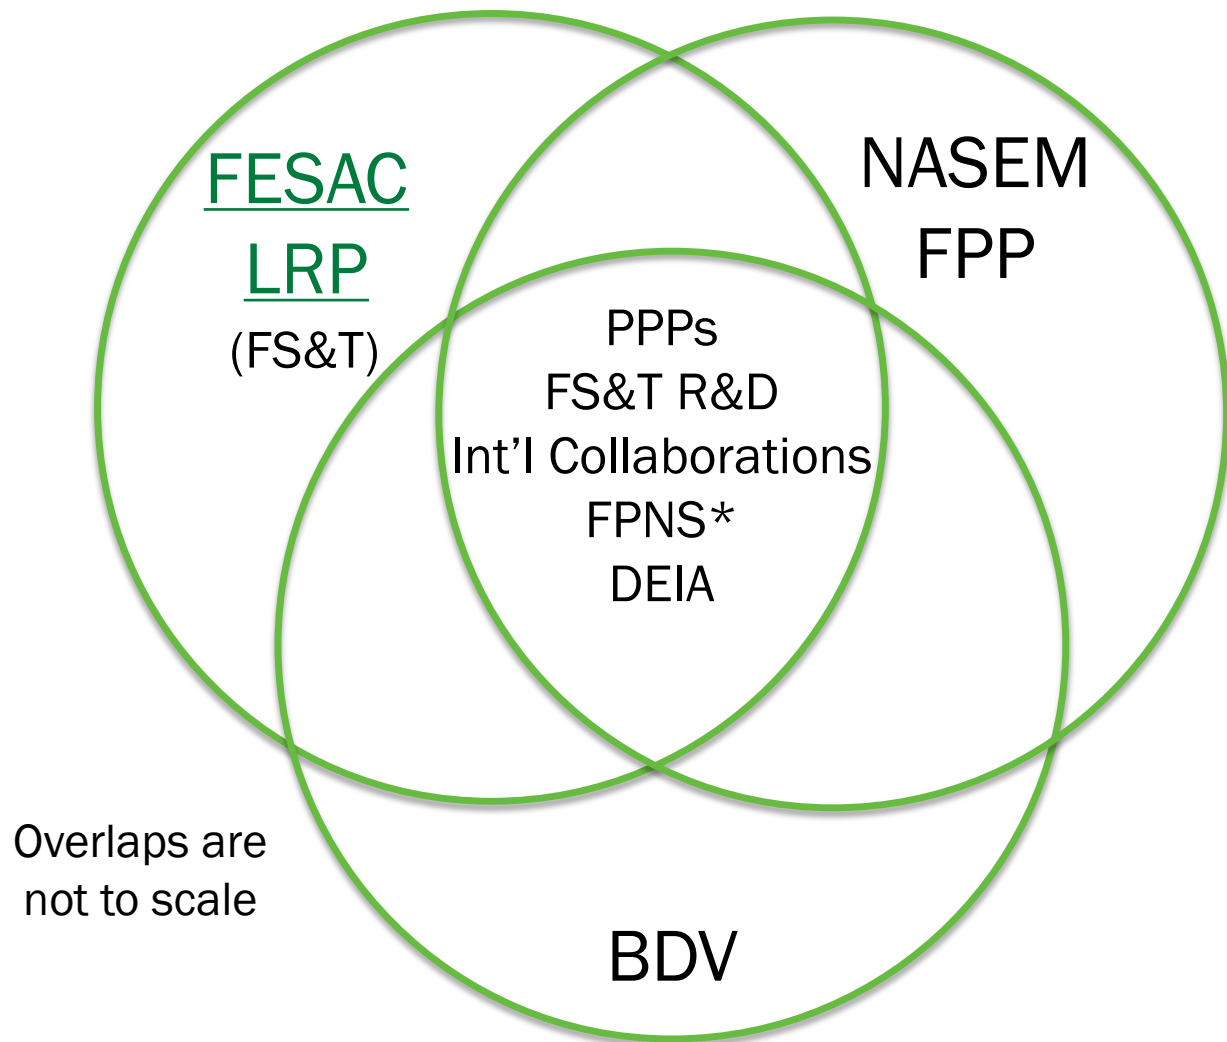 FESAC
LRP
(FS&T)
NASEM
FPP
PPPs
FS&T R&D
Int'l Collaborations
FPNS*
DEIA
Overlaps are
not to scale
BDV